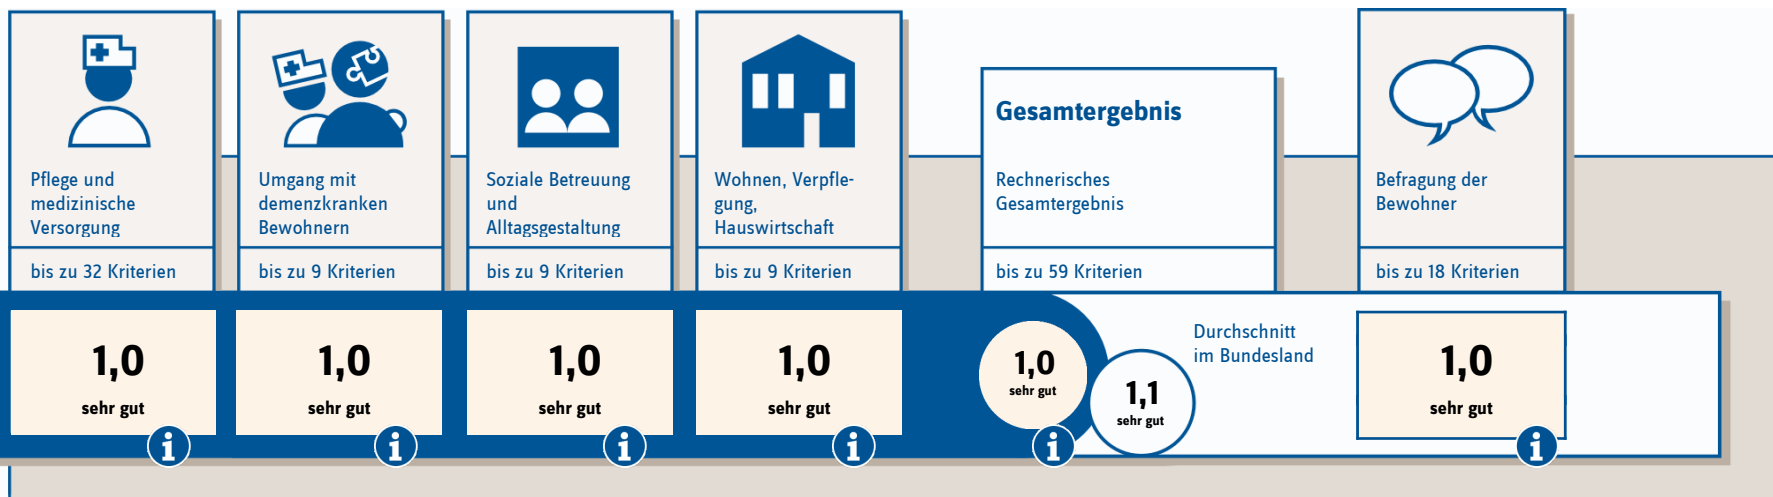 Pflege und
medizinische
Versorgung
bis zu 32 Kriterien
1,0
sehr gut
i
Umgang mit
demenzkranken
Bewohnern
bis zu 9 Kriterien
1,0
sehr gut
i
Soziale Betreuung
und
Alltagsgestaltung
bis zu 9 Kriterien
1,0
sehr gut
i
Wohnen, Verpfle-
gung,
Hauswirtschaft
bis zu 9 Kriterien
1,0
sehr gut
i
Gesamtergebnis
Rechnerisches
Gesamtergebnis
bis zu 59 Kriterien
1,0
sehr gut
i
1,1
sehr gut
Durchschnitt
im Bundesland
Befragung der
Bewohner
bis zu 18 Kriterien
1,0
sehr gut
i